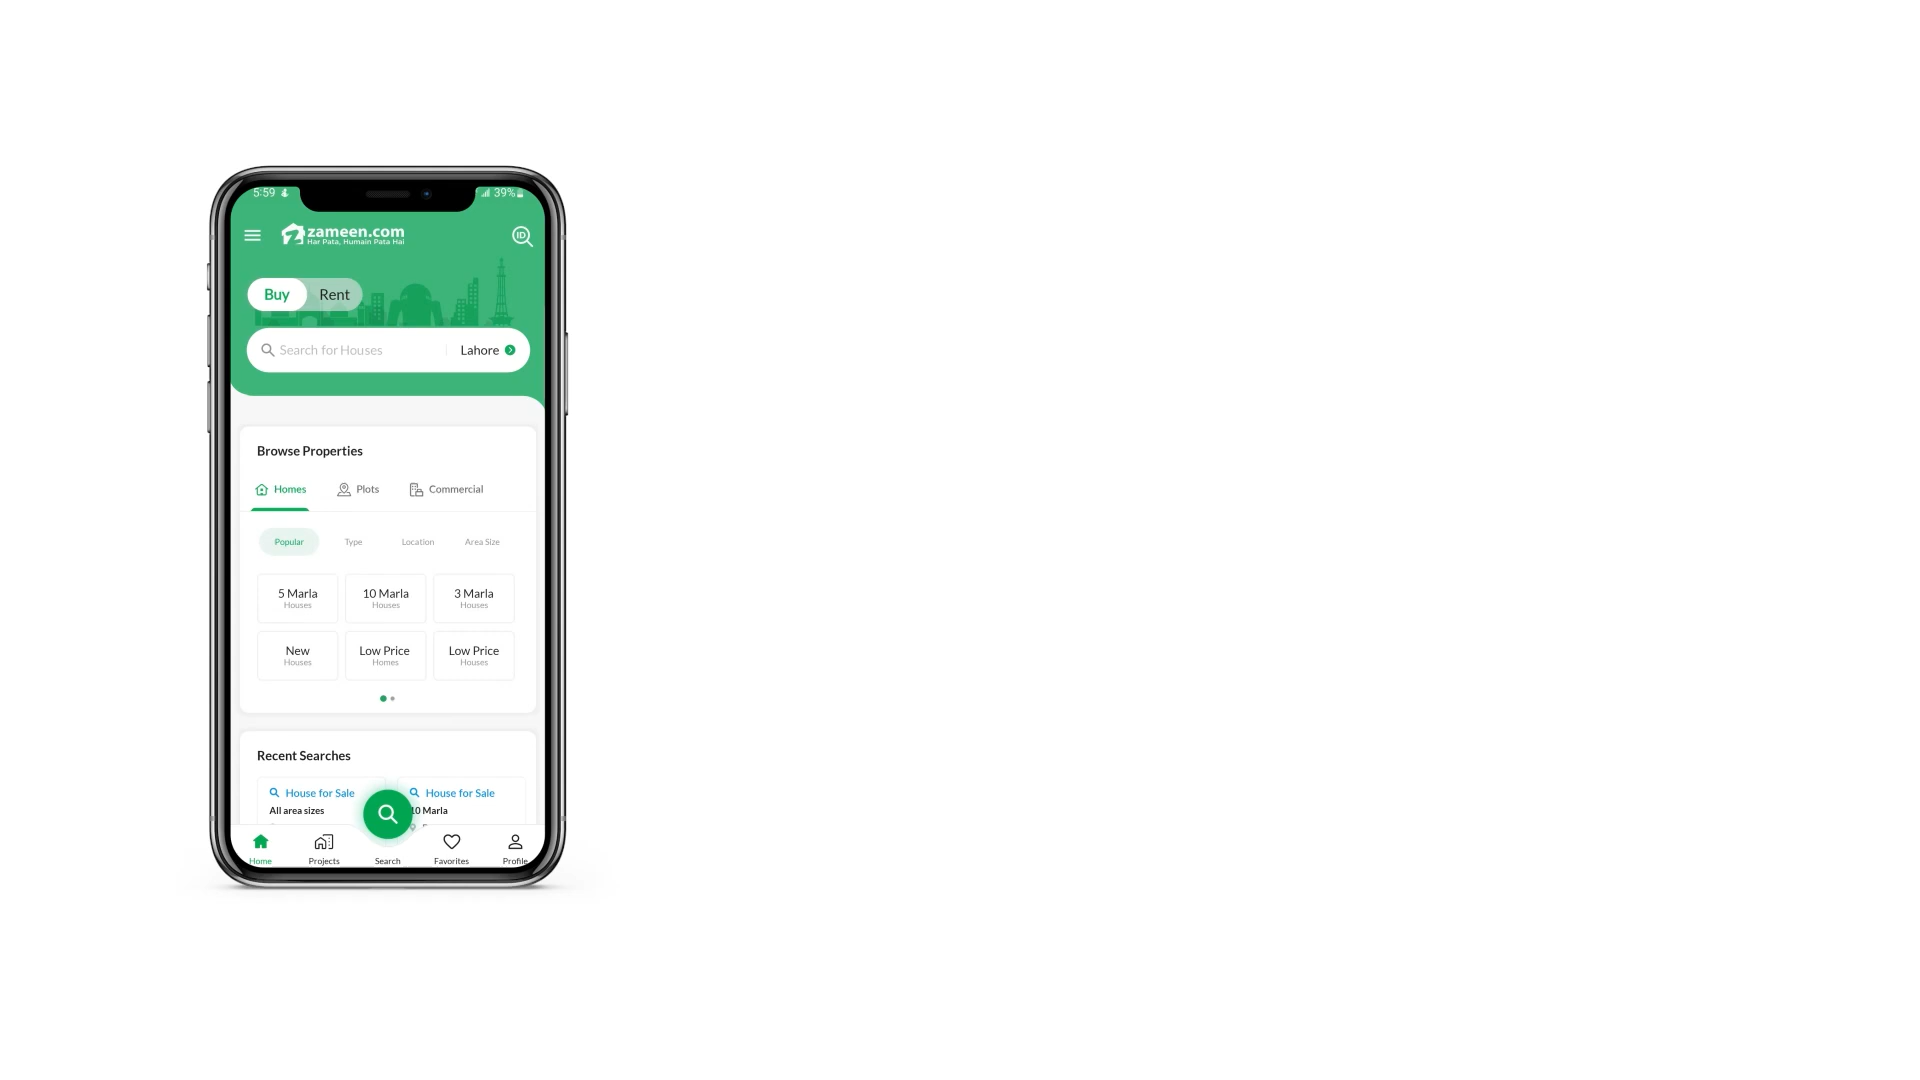 5:59
39%
zameen.com
Har Pata, Humain Pata Hai
ID
Buy Rent
Search for Houses Lahore
Browse Properties
Homes Plots Commercial
Popular Type Location Area Size
5 Marla 10 Marla 3 Marla
Houses Houses Houses
New Low Price Low Price
Houses Homes Houses
Recent Searches
House for Sale House for Sale
All area sizes 10 Marla
Home Projects Search Favorites Profile